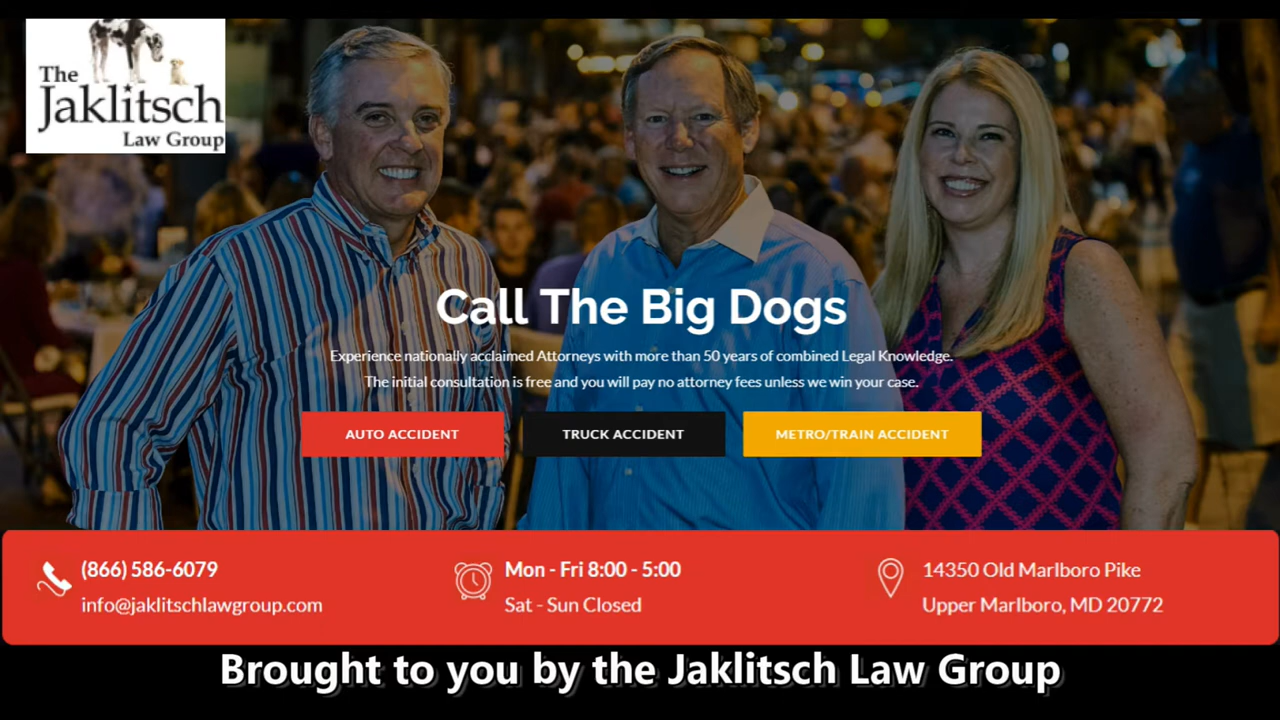 The
Jaklitsch
Law Group
Call The Big Dogs
Experience nationally acclaimed Attorneys with more than 50 years of combined Legal Knowledge.
The initial consultation is free and you will pay no attorney fees unless we win your case.
AUTO ACCIDENT
TRUCK ACCIDENT
METRO/TRAIN ACCIDENT
(866) 586-6079
info@jaklitschlawgroup.com
Mon - Fri 8:00 - 5:00
Sat - Sun Closed
14350 Old Marlboro Pike
Upper Marlboro, MD 20772
Brought to you by the Jaklitsch Law Group